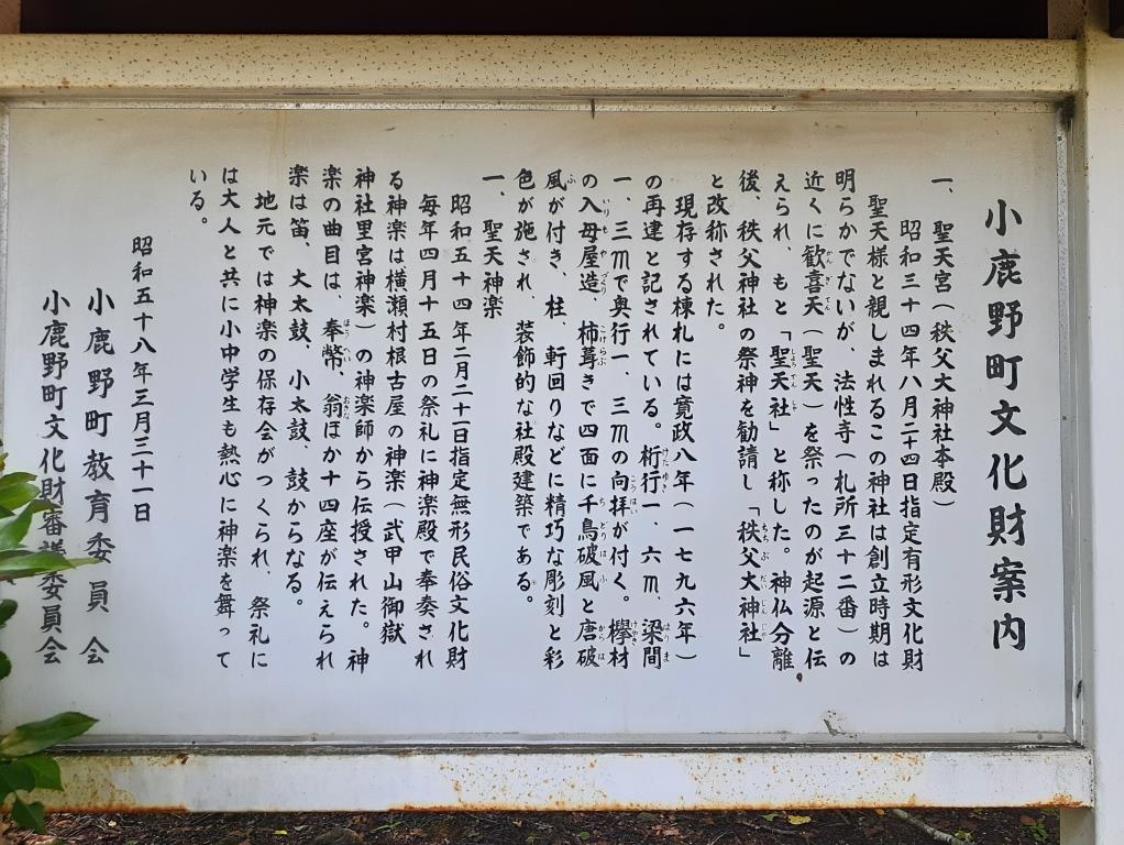 小鹿野町文化財案内
一、聖天宮（秩父大神社本殿）
昭和三十四年八月二十四日指定有形文化財
聖天様と親しまれるこの神社は創立時期は
明らかでないが、法性寺（札所三十二番）の
近くに歓喜天（聖天）を祭ったのが起源と伝
えられ、もと「聖天社」と称した。神仏分離
後、秩父神社の祭神を勧請し「秩父大神社」
と改称された。
現存する棟札には寛政八年（一七九六年）
の再建と記されている。桁行一、六m、梁間
一、三mで奥行一、三mの向拝が付く。欅材
の入母屋造、杮葺きで四面に千鳥破風と唐破
風が付き、柱、軒回りなどに精巧な彫刻と彩
色が施され、装飾的な社殿建築である。
一、聖天神楽
昭和五十四年二月二十一日指定無形民俗文化財
毎年四月十五日の祭礼に神楽殿で奉奏され
る神楽は横瀬村根古屋の神楽（武甲山御嶽
神社里宮神楽）の神楽師から伝授された。神
楽の曲目は、奉幣、翁ほか十四座が伝えられ
楽は笛、大太鼓、小太鼓、鼓からなる。
地元では神楽の保存会がつくられ、祭礼に
は大人と共に小中学生も熱心に神楽を舞って
いる。
昭和五十八年三月三十一日
小鹿野町教育委員会
小鹿野町文化財審議委員会